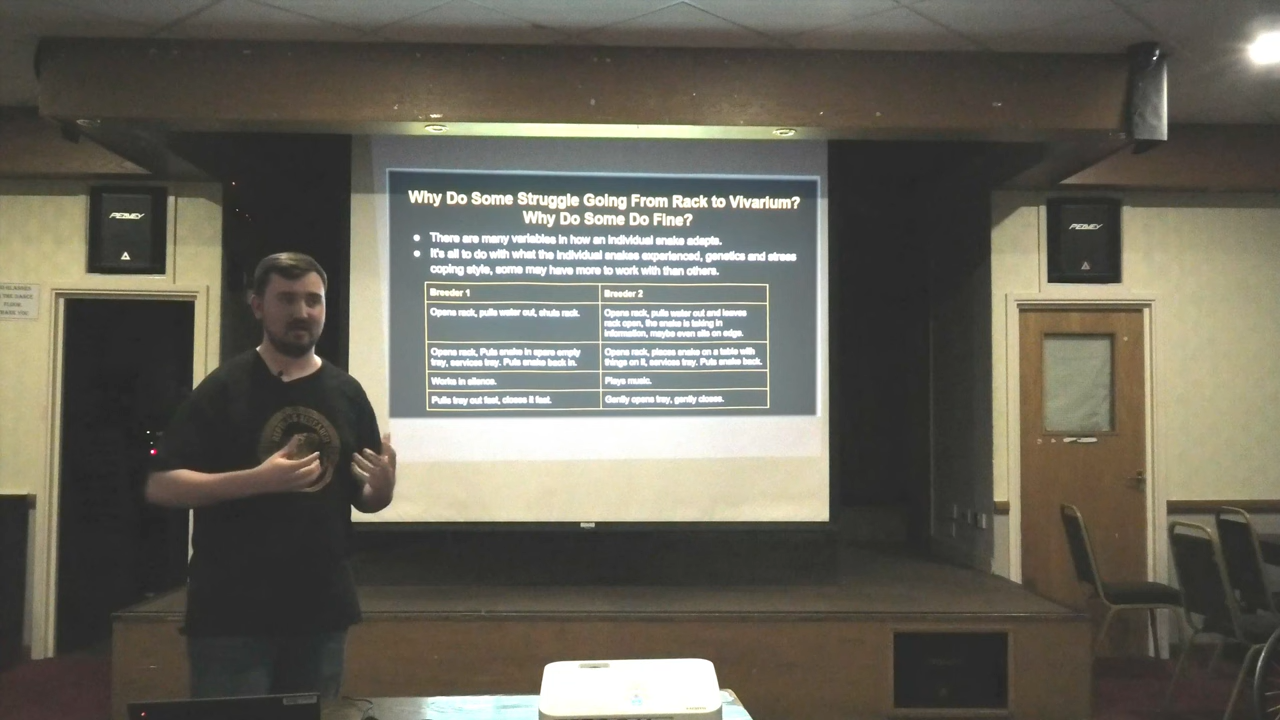 Why Do Some Struggle Going From Rack to Vivarium?
Why Do Some Do Fine?
There are many variables in how an individual snake adapts.
It's all to do with what the individual snakes experienced, genetics and stress
coping style, some may have more to work with than others.
Breeder 1
Breeder 2
Opens rack, pulls water out, shuts rack.
Opens rack, pulls water out and leaves
rack open, the snake is taking in
information, maybe even sits on edge.
Opens rack, Puts snake in spare empty
tray, services tray. Puts snake back in.
Opens rack, places snake on a table with
things on it, services tray. Puts snake back.
Works in silence.
Plays music.
Pulls tray out fast, closes it fast.
Gently opens tray, gently closes.
PEAVEY
PEAVEY
FLOOR